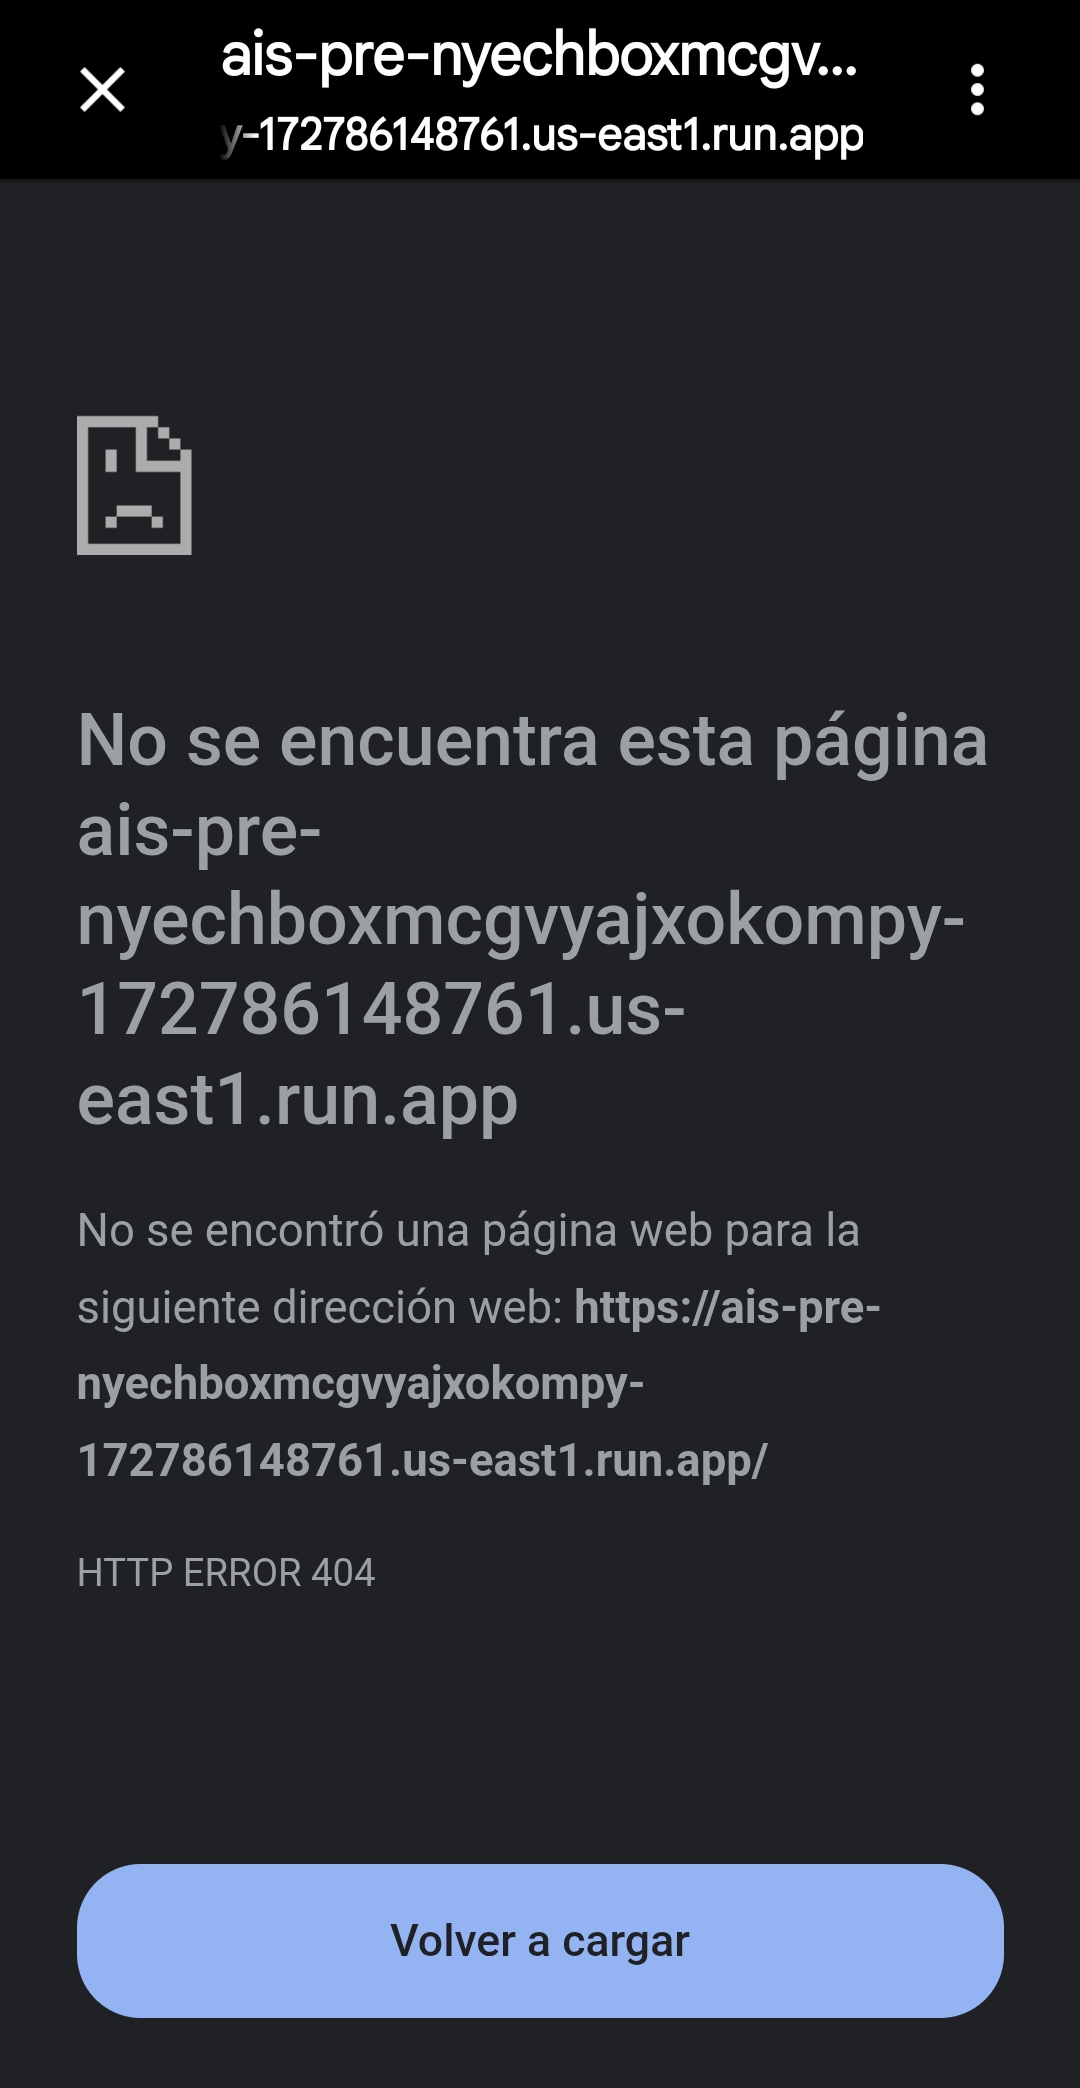 ais-pre-nyechboxmcgv...
y-172786148761.us-east1.run.app
No se encuentra esta página
ais-pre-
nyechboxmcgvyajxokompy-
172786148761.us-
east1.run.app
No se encontró una página web para la
siguiente dirección web: https://ais-pre-
nyechboxmcgvyajxokompy-
172786148761.us-east1.run.app/
HTTP ERROR 404
Volver a cargar